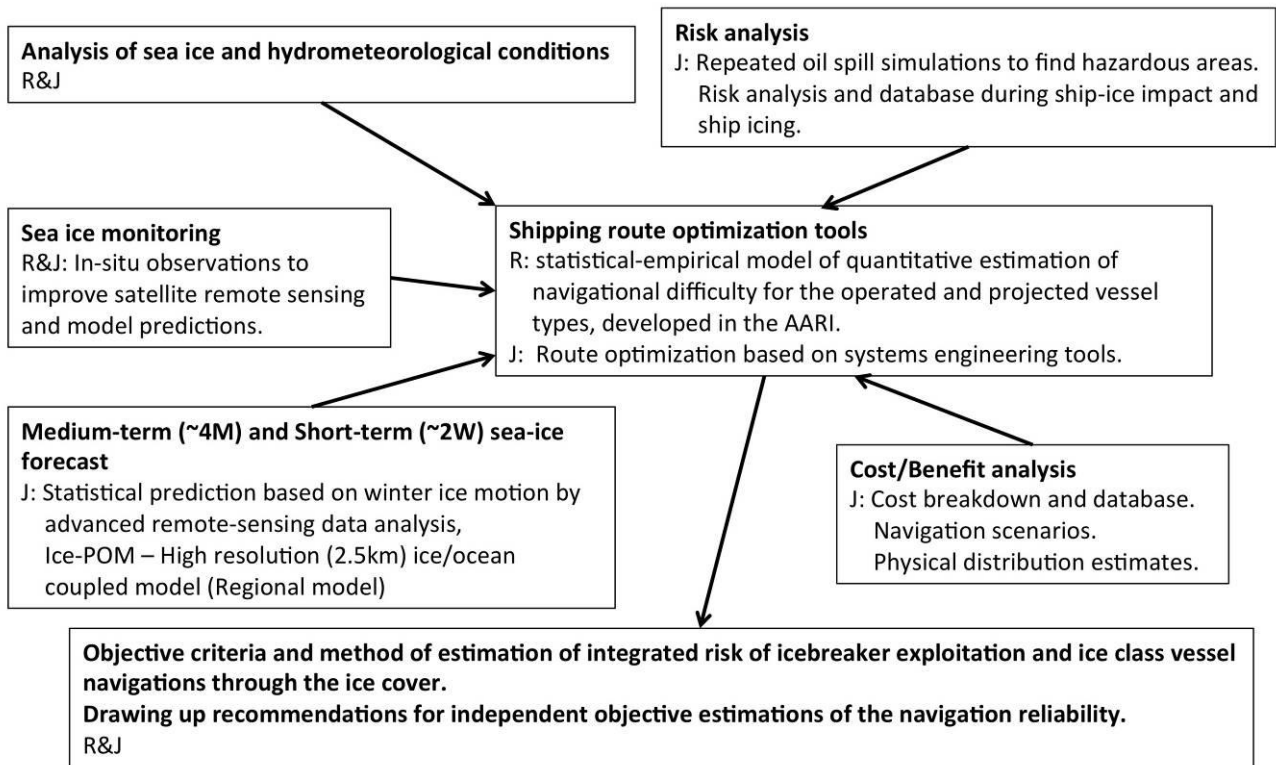 Analysis of sea ice and hydrometeorological conditions
R&J
Risk analysis
J: Repeated oil spill simulations to find hazardous areas.
Risk analysis and database during ship-ice impact and
ship icing.
Sea ice monitoring
R&J: In-situ observations to
improve satellite remote sensing
and model predictions.
Shipping route optimization tools
R: statistical-empirical model of quantitative estimation of
navigational difficulty for the operated and projected vessel
types, developed in the AARI.
J: Route optimization based on systems engineering tools.
Medium-term (~4M) and Short-term (~2W) sea-ice
forecast
J: Statistical prediction based on winter ice motion by
advanced remote-sensing data analysis,
Ice-POM – High resolution (2.5km) ice/ocean
coupled model (Regional model)
Cost/Benefit analysis
J: Cost breakdown and database.
Navigation scenarios.
Physical distribution estimates.
Objective criteria and method of estimation of integrated risk of icebreaker exploitation and ice class vessel
navigations through the ice cover.
Drawing up recommendations for independent objective estimations of the navigation reliability.
R&J